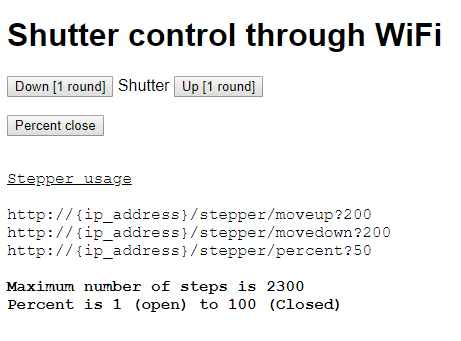 Shutter control through WiFi
Down [1 round] Shutter Up [1 round]
Percent close
Stepper usage
http://{ip_address}/stepper/moveup?200
http://{ip_address}/stepper/movedown?200
http://{ip_address}/stepper/percent?50
Maximum number of steps is 2300
Percent is 1 (open) to 100 (Closed)